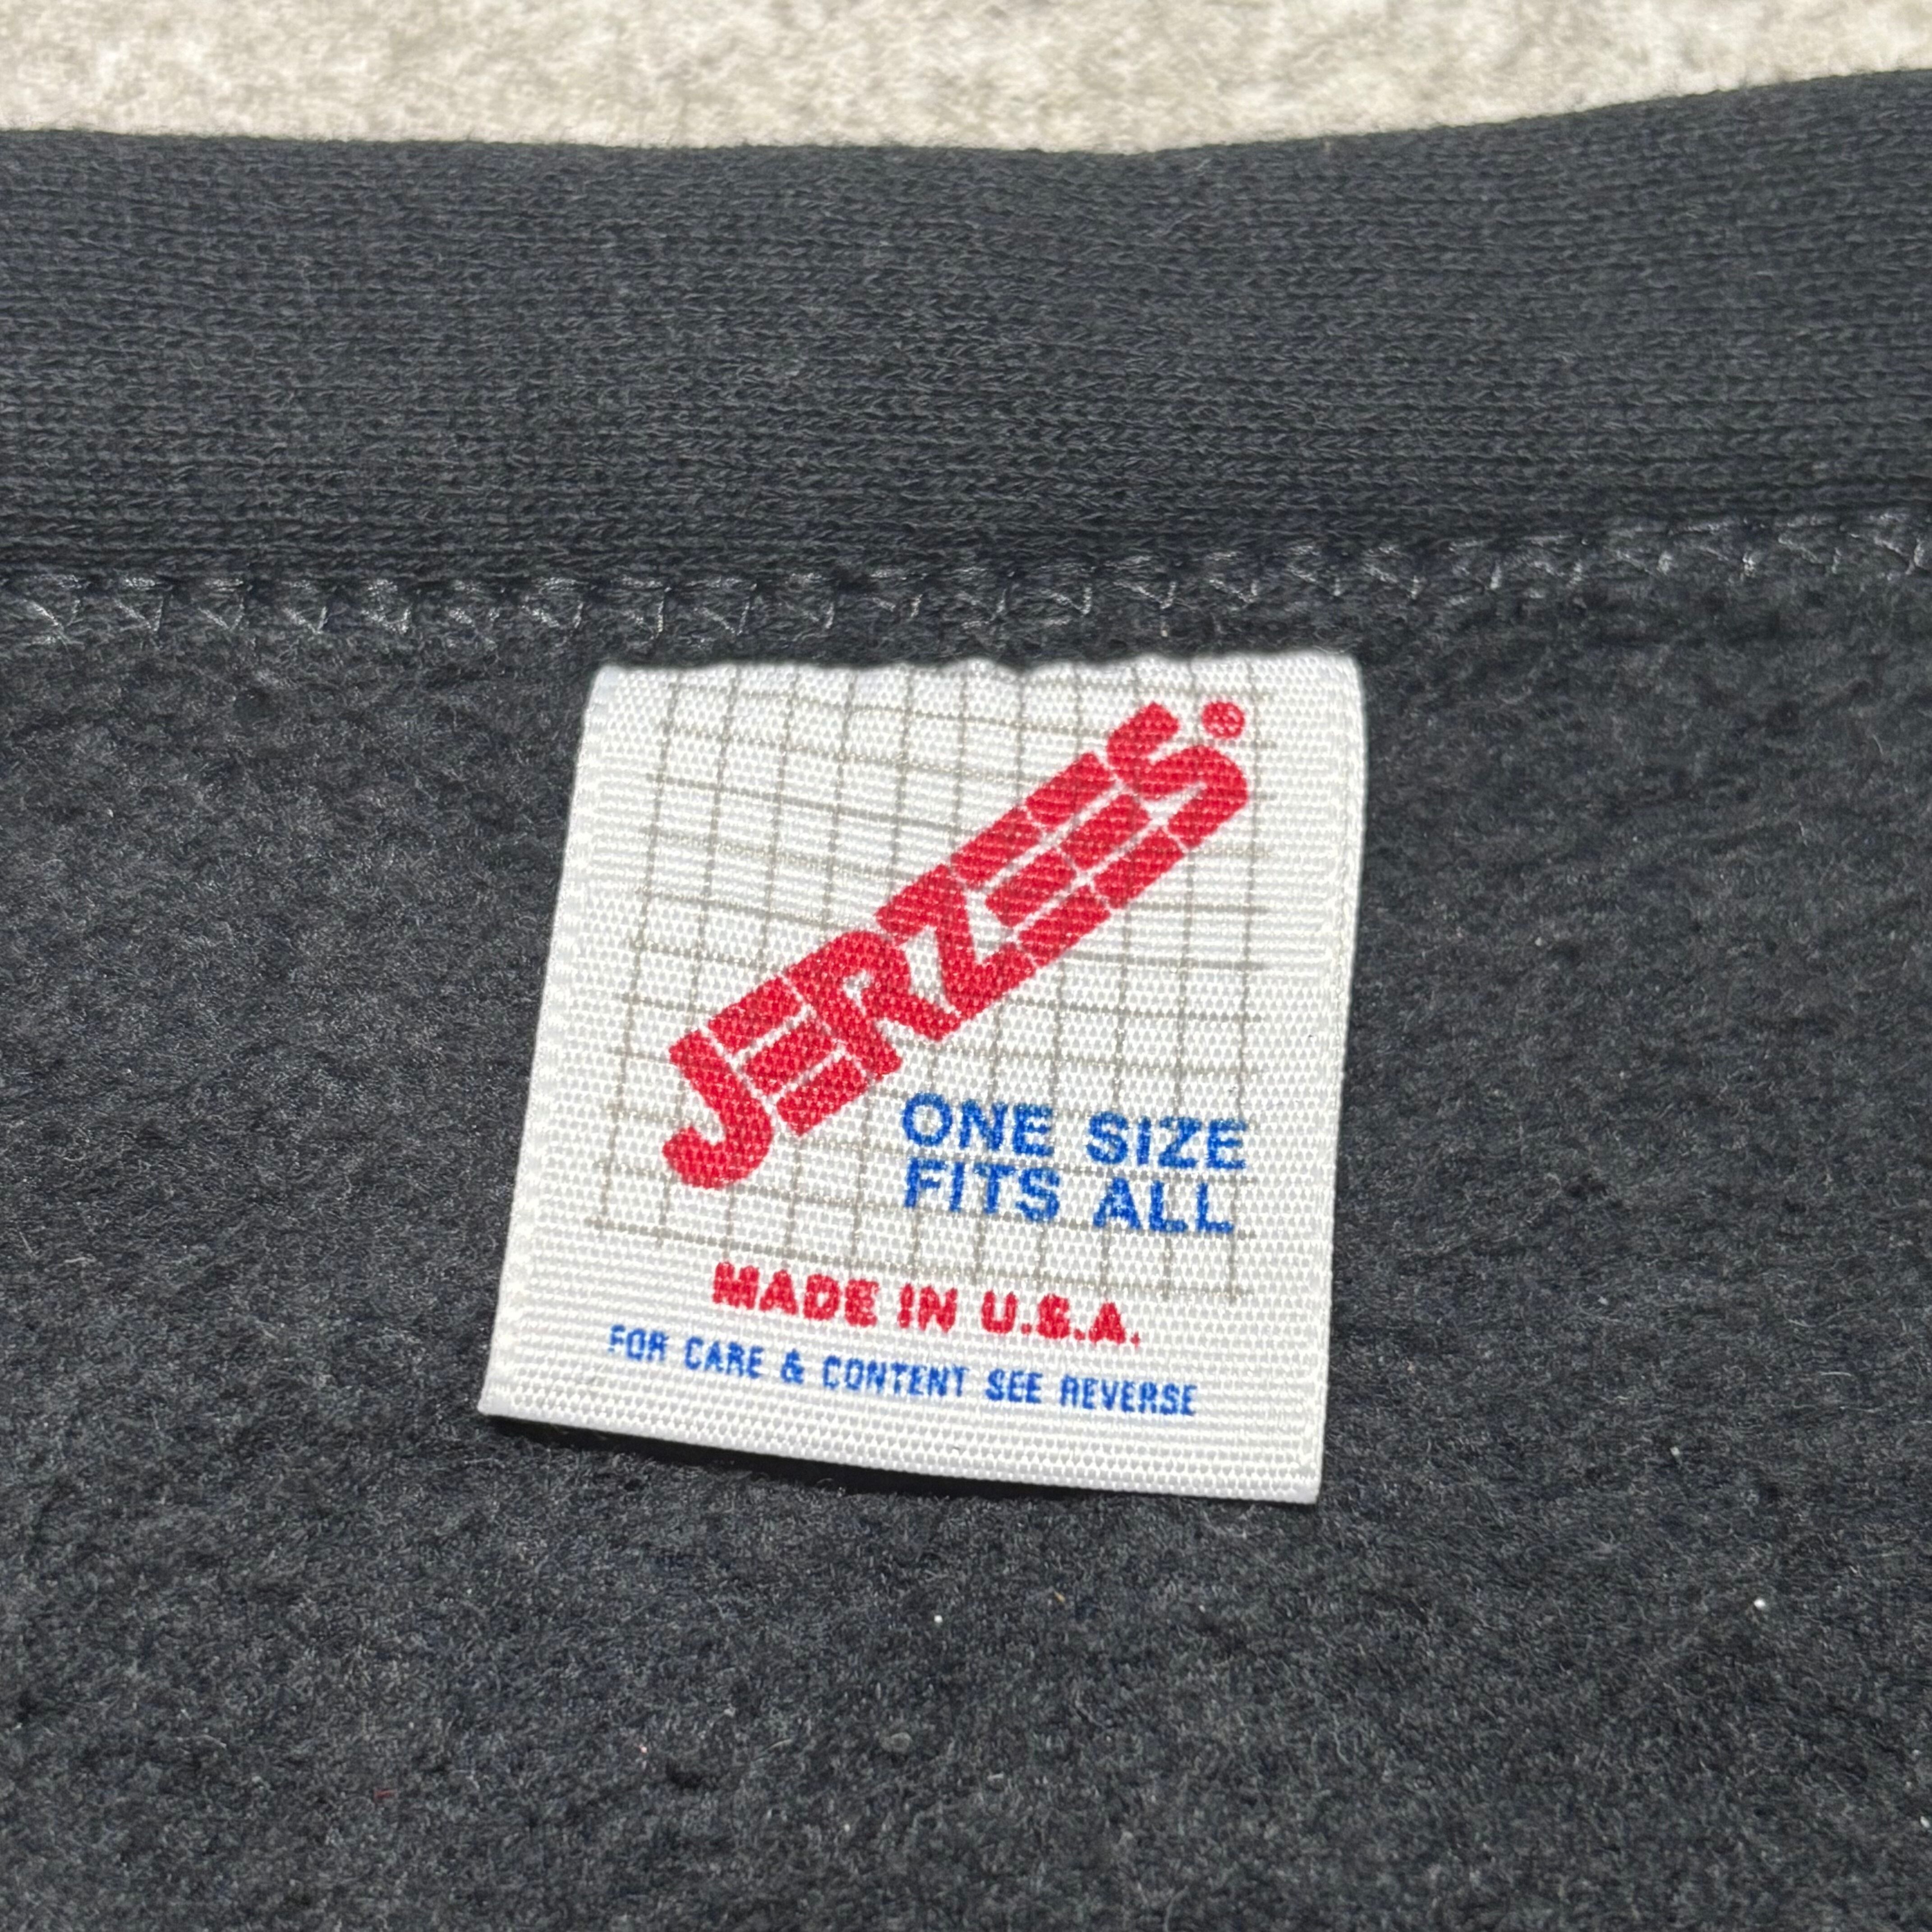 JERZEES®
ONE SIZE
FITS ALL
MADE IN U.S.A.
FOR CARE & CONTENT SEE REVERSE